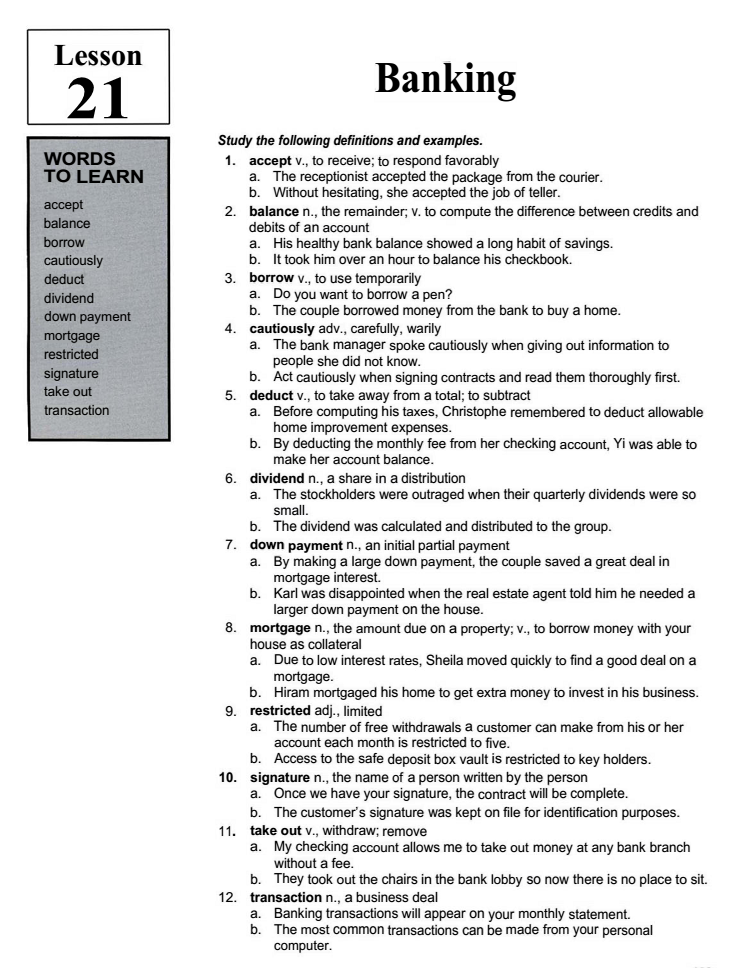 Lesson
21
Banking
WORDS
TO LEARN
accept
balance
borrow
cautiously
deduct
dividend
down payment
mortgage
restricted
signature
take out
transaction
Study the following definitions and examples.
1. accept v., to receive; to respond favorably
a. The receptionist accepted the package from the courier.
b. Without hesitating, she accepted the job of teller.
2. balance n., the remainder; v. to compute the difference between credits and
debits of an account
a. His healthy bank balance showed a long habit of savings.
b. It took him over an hour to balance his checkbook.
3. borrow v., to use temporarily
a. Do you want to borrow a pen?
b. The couple borrowed money from the bank to buy a home.
4. cautiously adv., carefully, warily
a. The bank manager spoke cautiously when giving out information to
people she did not know.
b. Act cautiously when signing contracts and read them thoroughly first.
5. deduct v., to take away from a total; to subtract
a. Before computing his taxes, Christophe remembered to deduct allowable
home improvement expenses.
b. By deducting the monthly fee from her checking account, Yi was able to
make her account balance.
6. dividend n., a share in a distribution
a. The stockholders were outraged when their quarterly dividends were so
small.
b. The dividend was calculated and distributed to the group.
7. down payment n., an initial partial payment
a. By making a large down payment, the couple saved a great deal in
mortgage interest.
b. Karl was disappointed when the real estate agent told him he needed a
larger down payment on the house.
8. mortgage n., the amount due on a property; v., to borrow money with your
house as collateral
a. Due to low interest rates, Sheila moved quickly to find a good deal on a
mortgage.
b. Hiram mortgaged his home to get extra money to invest in his business.
9. restricted adj., limited
a. The number of free withdrawals a customer can make from his or her
account each month is restricted to five.
b. Access to the safe deposit box vault is restricted to key holders.
10. signature n., the name of a person written by the person
a. Once we have your signature, the contract will be complete.
b. The customer's signature was kept on file for identification purposes.
11. take out v., withdraw; remove
a. My checking account allows me to take out money at any bank branch
without a fee.
b. They took out the chairs in the bank lobby so now there is no place to sit.
12. transaction n., a business deal
a. Banking transactions will appear on your monthly statement.
b. The most common transactions can be made from your personal
computer.